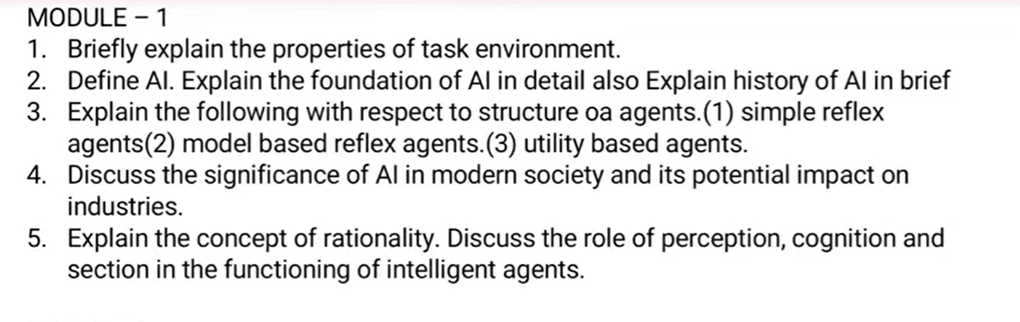 MODULE – 1
1. Briefly explain the properties of task environment.
2. Define AI. Explain the foundation of AI in detail also Explain history of AI in brief
3. Explain the following with respect to structure oa agents.(1) simple reflex
agents(2) model based reflex agents.(3) utility based agents.
4. Discuss the significance of AI in modern society and its potential impact on
industries.
5. Explain the concept of rationality. Discuss the role of perception, cognition and
section in the functioning of intelligent agents.